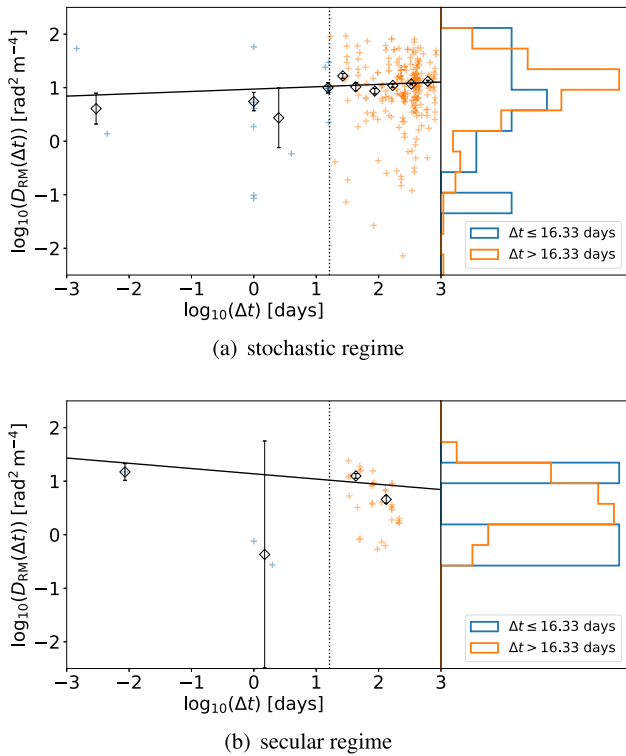 2
1
0
−1
−2
log10(DRM(Δt)) [rad2 m−4]
Δt ≤ 16.33 days
Δt > 16.33 days
−3 −2 −1 0 1 2 3
log10(Δt) [days]
(a) stochastic regime
2
1
0
−1
−2
log10(DRM(Δt)) [rad2 m−4]
Δt ≤ 16.33 days
Δt > 16.33 days
−3 −2 −1 0 1 2 3
log10(Δt) [days]
(b) secular regime